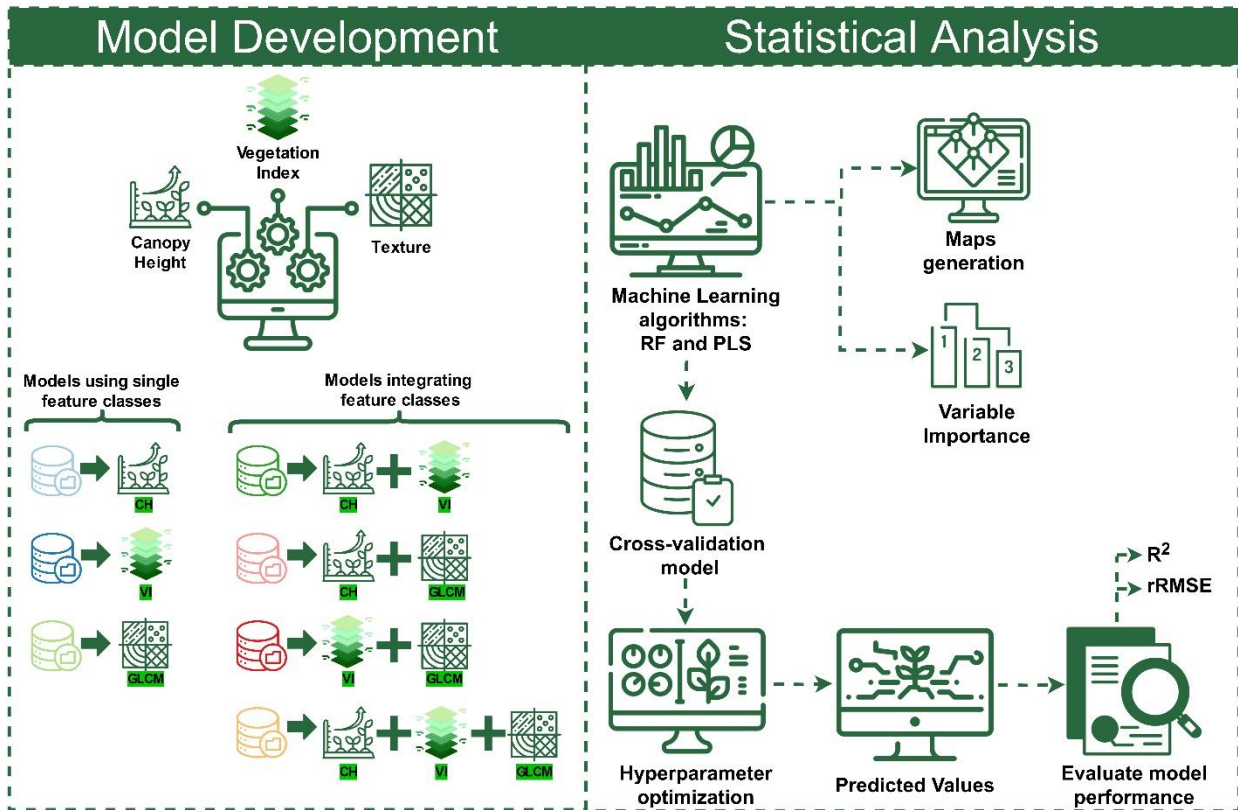 Model Development
Statistical Analysis
Vegetation
Index
Canopy
Height
Texture
Models using single
feature classes
Models integrating
feature classes
CH
VI
GLCM
CH
VI
CH
GLCM
VI
GLCM
CH
VI
GLCM
Machine Learning
algorithms:
RF and PLS
Maps
generation
1
2
3
Variable
Importance
Cross-validation
model
Hyperparameter
optimization
Predicted Values
R²
rRMSE
Evaluate model
performance